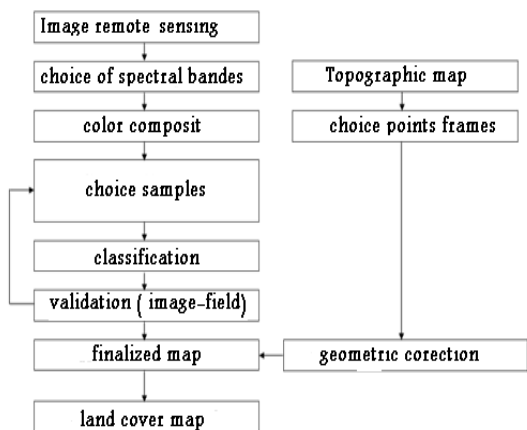 Image remote sensing
choice of spectral bandes
color composit
choice samples
classification
validation ( image-field)
finalized map
land cover map
Topographic map
choice points frames
geometric corection